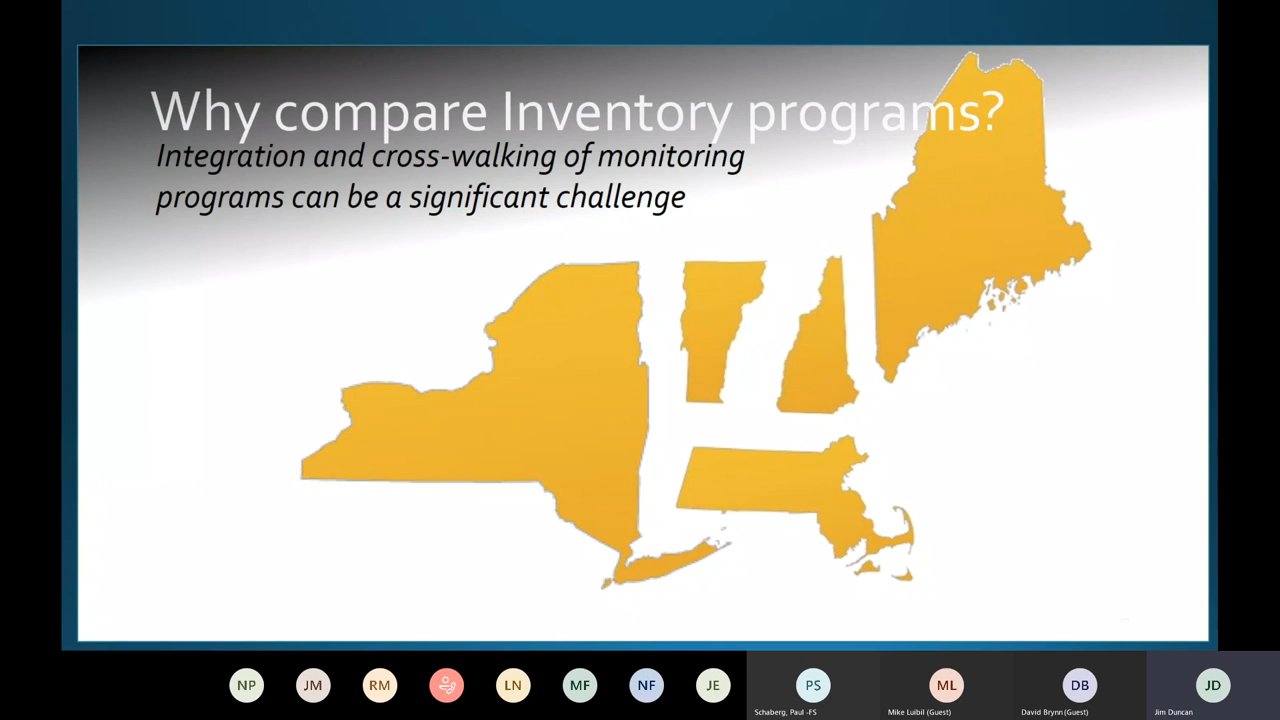 Why compare Inventory programs?
Integration and cross-walking of monitoring
programs can be a significant challenge
NP JM RM LN MF NF JE PS ML DB JD
Schaberg, Paul -FS Mike Luibil (Guest) David Brynn (Guest) Jim Duncan